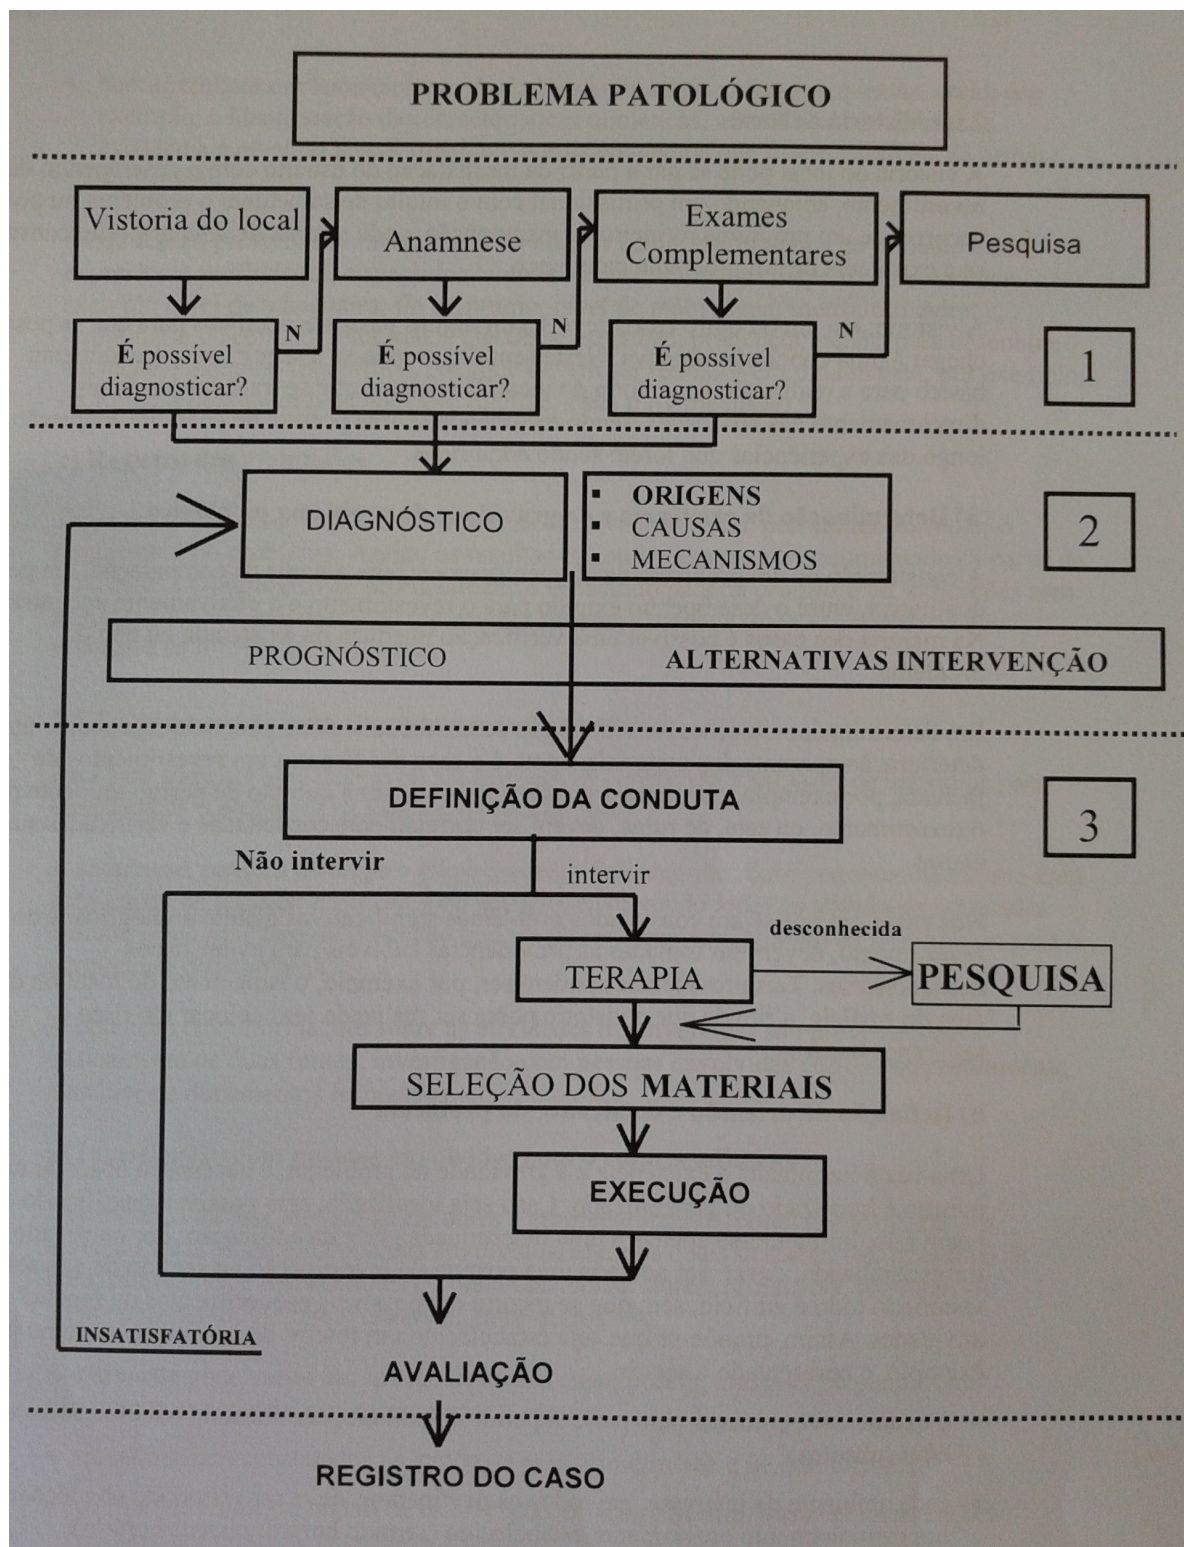 PROBLEMA PATOLÓGICO
Vistoria do local
Anamnese
Exames
Complementares
Pesquisa
N
N
N
É possível
diagnosticar?
É possível
diagnosticar?
É possível
diagnosticar?
1
DIAGNÓSTICO
▪ ORIGENS
▪ CAUSAS
▪ MECANISMOS
2
PROGNÓSTICO
ALTERNATIVAS INTERVENÇÃO
DEFINIÇÃO DA CONDUTA
3
Não intervir
intervir
TERAPIA
desconhecida
PESQUISA
SELEÇÃO DOS MATERIAIS
EXECUÇÃO
INSATISFATÓRIA
AVALIAÇÃO
REGISTRO DO CASO